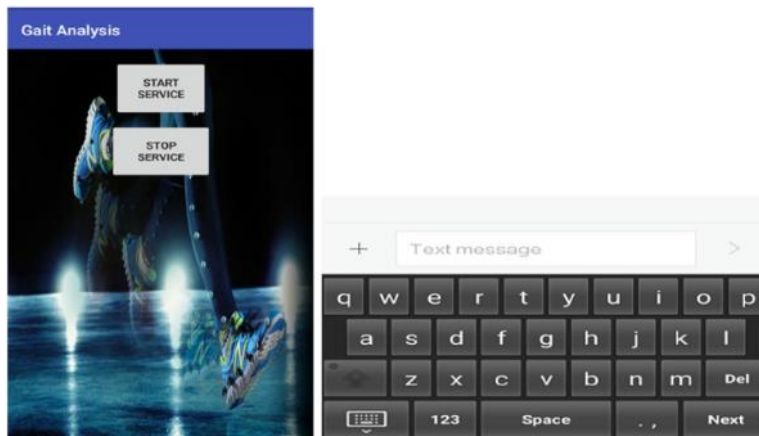 Gait Analysis
START
SERVICE
STOP
SERVICE
+ Text message >
q w e r t y u i o p
a s d f g h j k l
z x c v b n m Del
123 Space ., Next